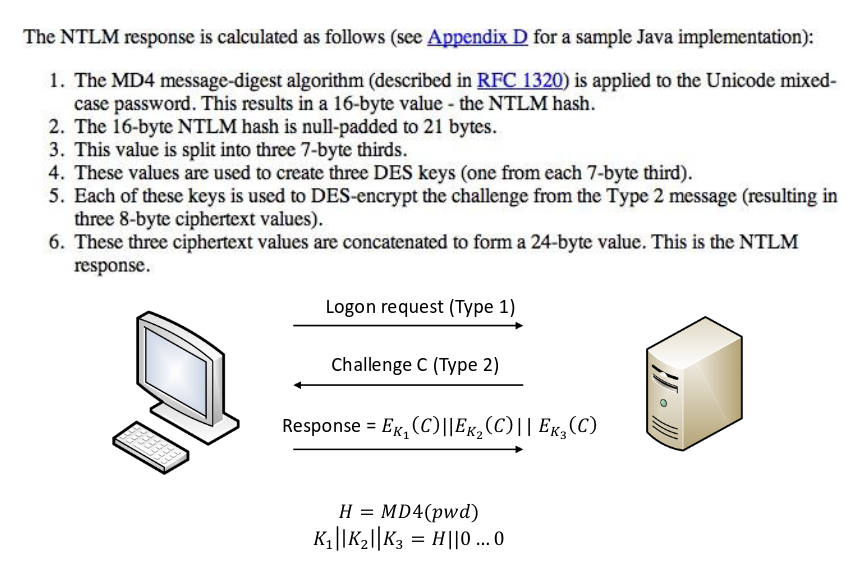 The NTLM response is calculated as follows (see Appendix D for a sample Java implementation):
1. The MD4 message-digest algorithm (described in RFC 1320) is applied to the Unicode mixed-
case password. This results in a 16-byte value - the NTLM hash.
2. The 16-byte NTLM hash is null-padded to 21 bytes.
3. This value is split into three 7-byte thirds.
4. These values are used to create three DES keys (one from each 7-byte third).
5. Each of these keys is used to DES-encrypt the challenge from the Type 2 message (resulting in
three 8-byte ciphertext values).
6. These three ciphertext values are concatenated to form a 24-byte value. This is the NTLM
response.
Logon request (Type 1)
Challenge C (Type 2)
Response = E_{K_1}(C)||E_{K_2}(C)|| E_{K_3}(C)
H = MD4(pwd)
K_1||K_2||K_3 = H||0 … 0